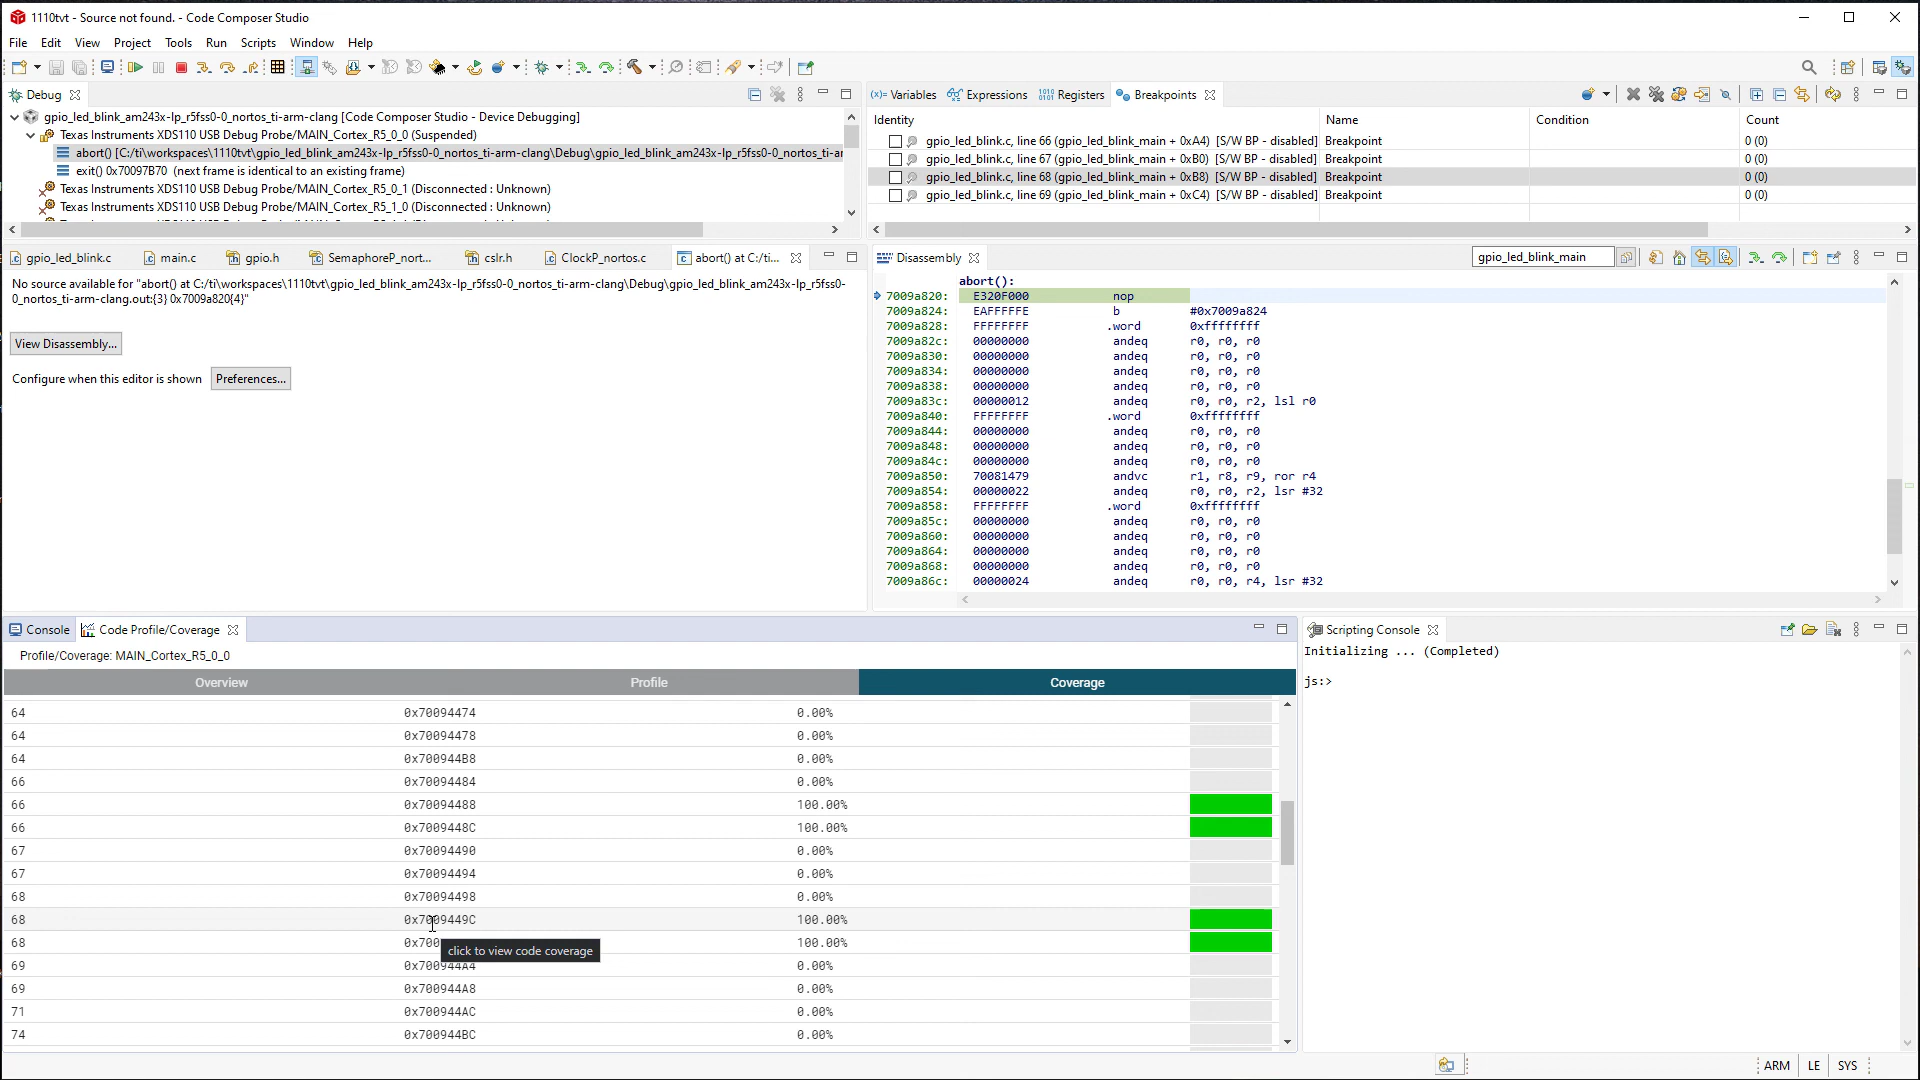 1110tvt - Source not found. - Code Composer Studio
File Edit View Project Tools Run Scripts Window Help
Debug
gpio_led_blink_am243x-lp_r5fss0-0_nortos_ti-arm-clang [Code Composer Studio - Device Debugging]
Texas Instruments XDS110 USB Debug Probe/MAIN_Cortex_R5_0_0 (Suspended)
abort() [C:/ti\workspaces\1110tvt\gpio_led_blink_am243x-lp_r5fss0-0_nortos_ti-arm-clang\Debug\gpio_led_blink_am243x-lp_r5fss0-0_nortos_ti-ar
exit() 0x70097B70 (next frame is identical to an existing frame)
Texas Instruments XDS110 USB Debug Probe/MAIN_Cortex_R5_0_1 (Disconnected : Unknown)
Texas Instruments XDS110 USB Debug Probe/MAIN_Cortex_R5_1_0 (Disconnected : Unknown)
(x)= Variables Expressions 1010 0101 Registers Breakpoints
Identity Name Condition Count
gpio_led_blink.c, line 66 (gpio_led_blink_main + 0xA4) [S/W BP - disabled] Breakpoint 0 (0)
gpio_led_blink.c, line 67 (gpio_led_blink_main + 0xB0) [S/W BP - disabled] Breakpoint 0 (0)
gpio_led_blink.c, line 68 (gpio_led_blink_main + 0xB8) [S/W BP - disabled] Breakpoint 0 (0)
gpio_led_blink.c, line 69 (gpio_led_blink_main + 0xC4) [S/W BP - disabled] Breakpoint 0 (0)
gpio_led_blink.c main.c gpio.h SemaphoreP_nort... cslr.h ClockP_nortos.c abort() at C:/ti...
No source available for "abort() at C:/ti\workspaces\1110tvt\gpio_led_blink_am243x-lp_r5fss0-0_nortos_ti-arm-clang\Debug\gpio_led_blink_am243x-lp_r5fss0-
0_nortos_ti-arm-clang.out:{3} 0x7009a820{4}"
View Disassembly...
Configure when this editor is shown Preferences...
Disassembly gpio_led_blink_main
abort():
7009a820: E320F000 nop
7009a824: EAFFFFFE b #0x7009a824
7009a828: FFFFFFFF .word 0xffffffff
7009a82c: 00000000 andeq r0, r0, r0
7009a830: 00000000 andeq r0, r0, r0
7009a834: 00000000 andeq r0, r0, r0
7009a838: 00000000 andeq r0, r0, r0
7009a83c: 00000012 andeq r0, r0, r2, lsl r0
7009a840: FFFFFFFF .word 0xffffffff
7009a844: 00000000 andeq r0, r0, r0
7009a848: 00000000 andeq r0, r0, r0
7009a84c: 00000000 andeq r0, r0, r0
7009a850: 70081479 andvc r1, r8, r9, ror r4
7009a854: 00000022 andeq r0, r0, r2, lsr #32
7009a858: FFFFFFFF .word 0xffffffff
7009a85c: 00000000 andeq r0, r0, r0
7009a860: 00000000 andeq r0, r0, r0
7009a864: 00000000 andeq r0, r0, r0
7009a868: 00000000 andeq r0, r0, r0
7009a86c: 00000024 andeq r0, r0, r4, lsr #32
Console Code Profile/Coverage
Profile/Coverage: MAIN_Cortex_R5_0_0
Overview Profile Coverage
64 0x70094474 0.00%
64 0x70094478 0.00%
64 0x700944B8 0.00%
66 0x70094484 0.00%
66 0x70094488 100.00%
66 0x7009448C 100.00%
67 0x70094490 0.00%
67 0x70094494 0.00%
68 0x70094498 0.00%
68 0x7009449C 100.00%
68 0x700 100.00%
click to view code coverage
69 0x700944A4 0.00%
69 0x700944A8 0.00%
71 0x700944AC 0.00%
74 0x700944BC 0.00%
Scripting Console
Initializing ... (Completed)
js:>
ARM LE SYS